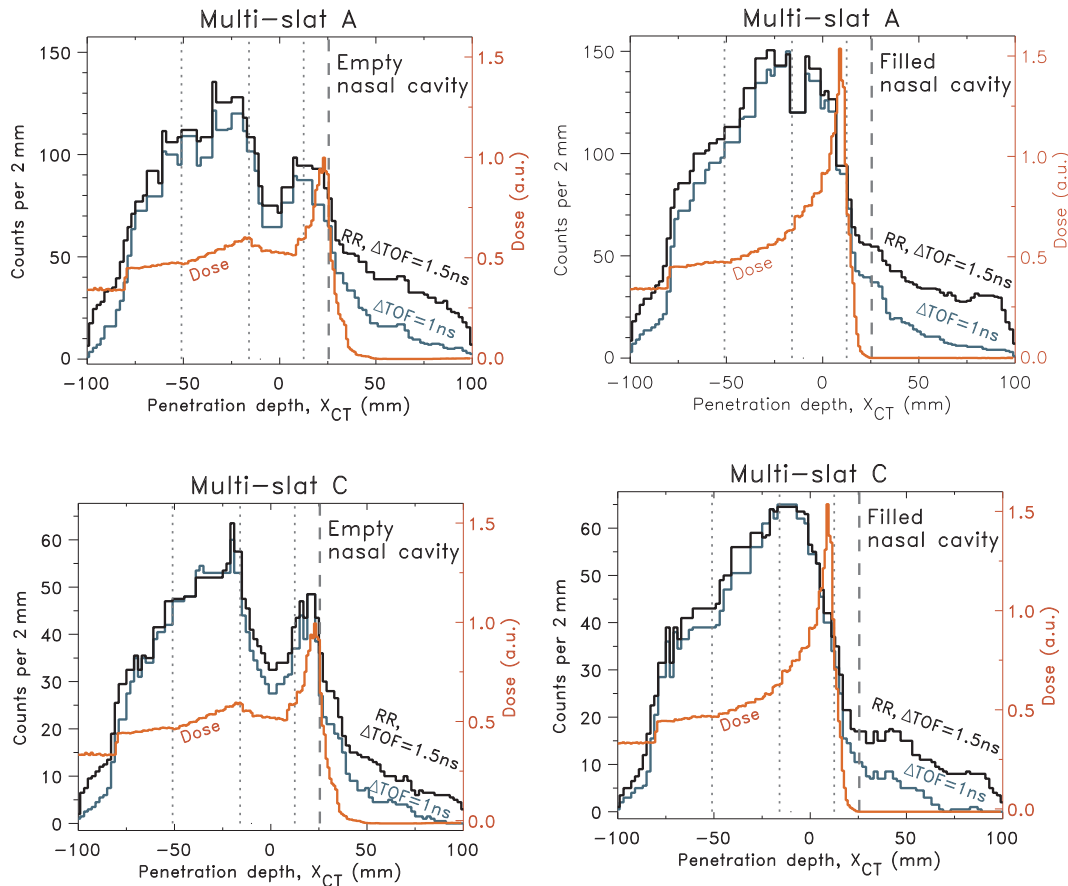 Multi-slat A
Counts per 2 mm
150
100
50
0
−100
−50
0
50
100
Penetration depth, X_CT (mm)
1.5
1.0
0.5
0.0
Dose (a.u.)
Empty
nasal cavity
RR, ΔTOF=1.5ns
ΔTOF=1ns
Dose
Multi-slat A
Counts per 2 mm
150
100
50
0
−100
−50
0
50
100
Penetration depth, X_CT (mm)
1.5
1.0
0.5
0.0
Dose (a.u.)
Filled
nasal cavity
RR, ΔTOF=1.5ns
ΔTOF=1ns
Dose
Multi-slat C
Counts per 2 mm
60
50
40
30
20
10
0
−100
−50
0
50
100
Penetration depth, X_CT (mm)
1.5
1.0
0.5
0.0
Dose (a.u.)
Empty
nasal cavity
RR,
ΔTOF=1.5ns
ΔTOF=1ns
Dose
Multi-slat C
Counts per 2 mm
60
50
40
30
20
10
0
−100
−50
0
50
100
Penetration depth, X_CT (mm)
1.5
1.0
0.5
0.0
Dose (a.u.)
Filled
nasal cavity
RR, ΔTOF=1.5ns
ΔTOF=1ns
Dose